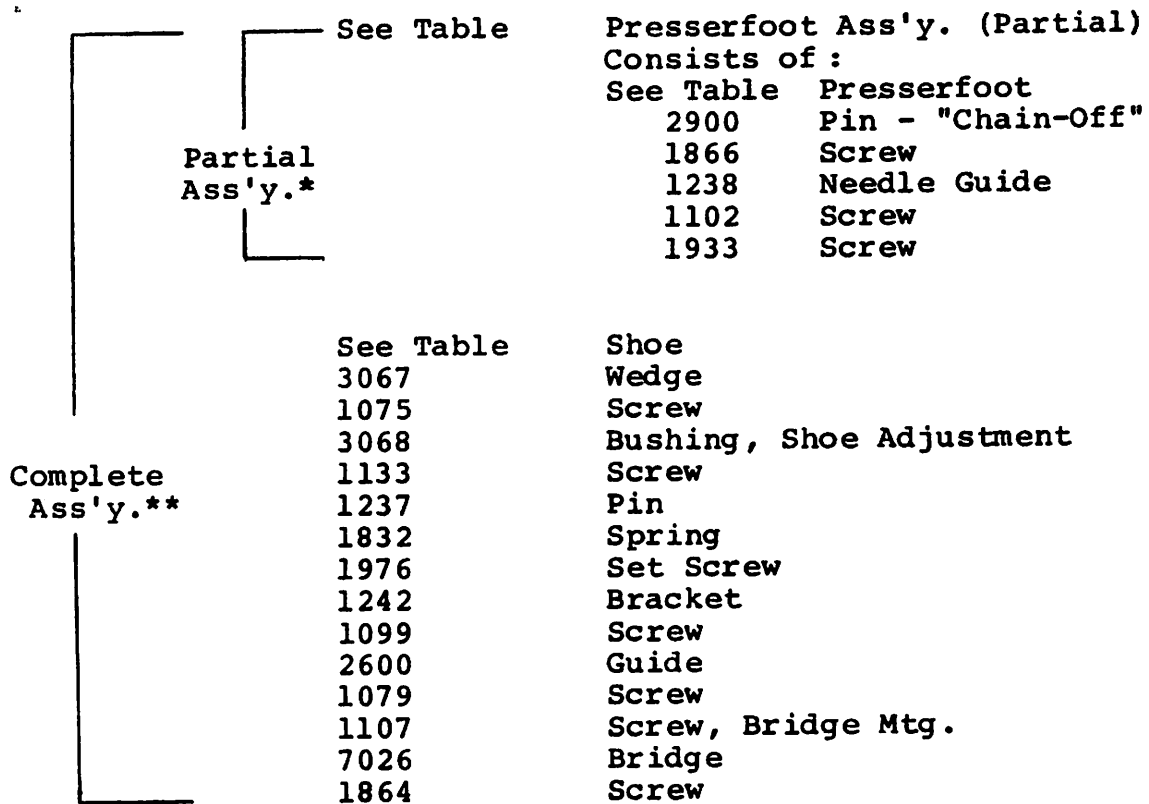 See Table Presserfoot Ass'y. (Partial)
Consists of:
See Table Presserfoot
2900 Pin - "Chain-Off"
1866 Screw
1238 Needle Guide
1102 Screw
1933 Screw
Partial
Ass'y.*
See Table Shoe
3067 Wedge
1075 Screw
3068 Bushing, Shoe Adjustment
1133 Screw
1237 Pin
1832 Spring
1976 Set Screw
1242 Bracket
1099 Screw
2600 Guide
1079 Screw
1107 Screw, Bridge Mtg.
7026 Bridge
1864 Screw
Complete
Ass'y.**